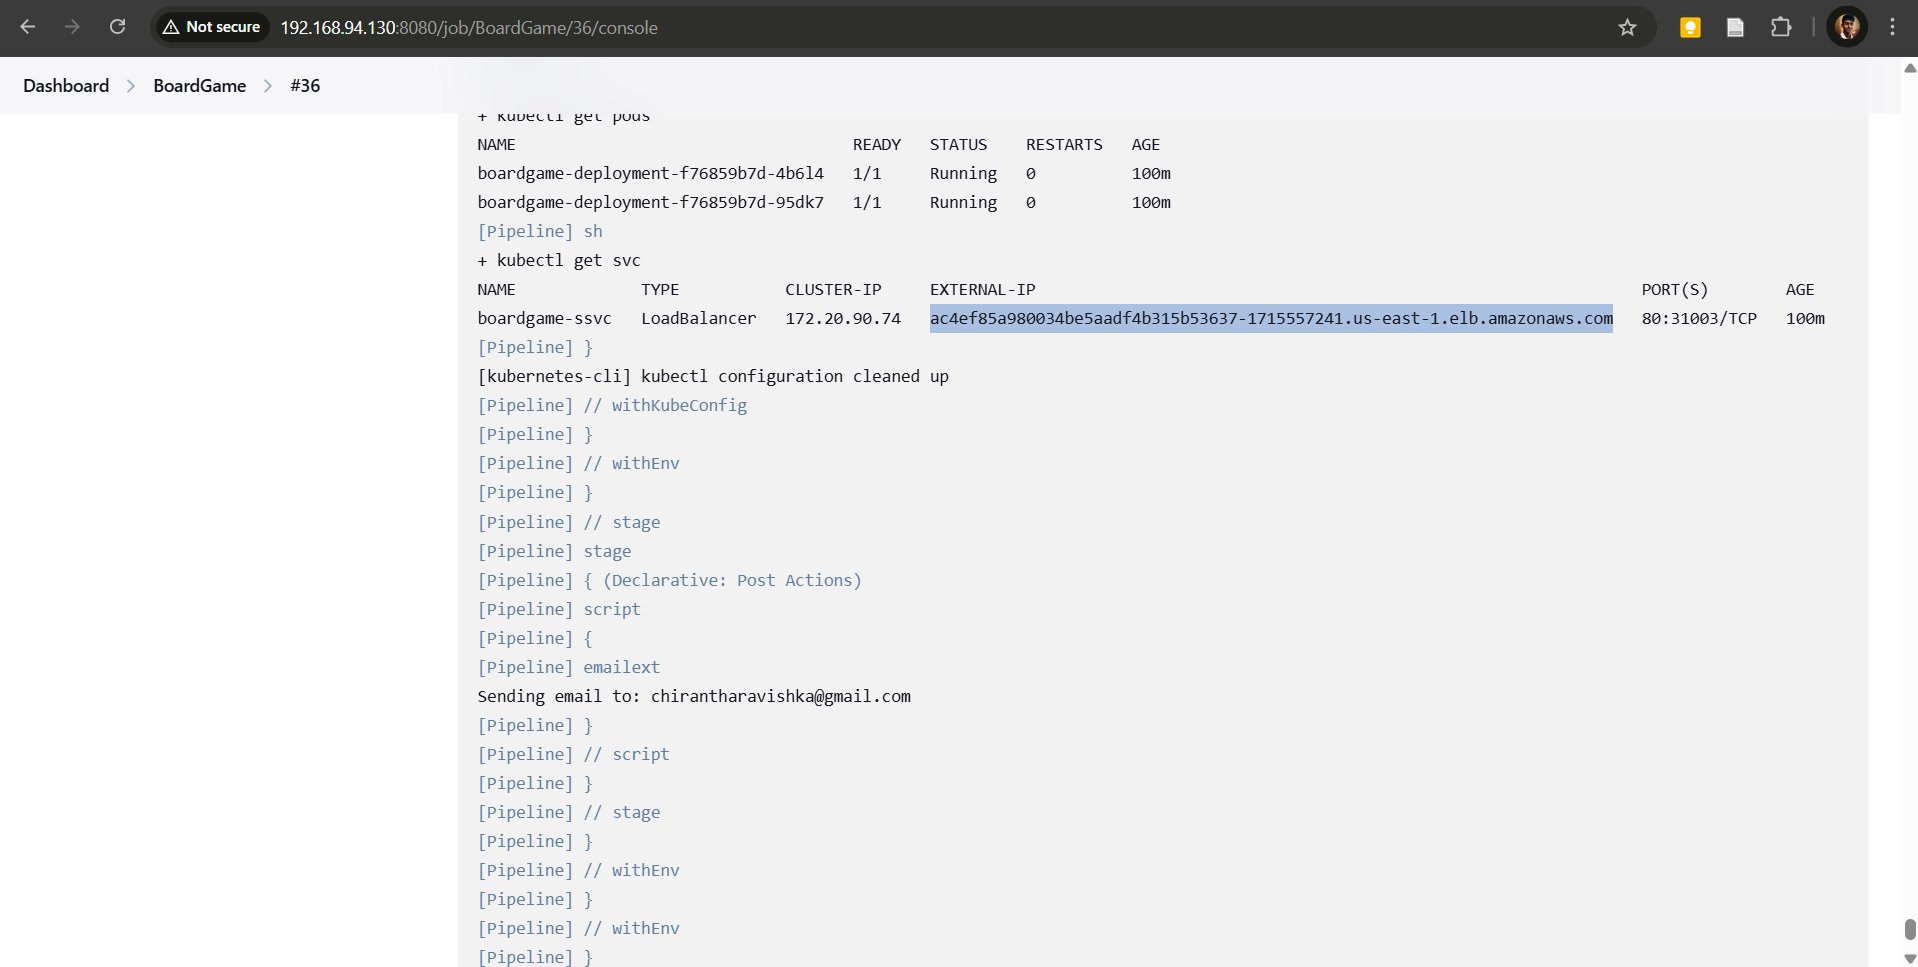 Not secure 192.168.94.130:8080/job/BoardGame/36/console
Dashboard > BoardGame > #36
+ kubectl get pods
NAME READY STATUS RESTARTS AGE
boardgame-deployment-f76859b7d-4b6l4 1/1 Running 0 100m
boardgame-deployment-f76859b7d-95dk7 1/1 Running 0 100m
[Pipeline] sh
+ kubectl get svc
NAME TYPE CLUSTER-IP EXTERNAL-IP PORT(S) AGE
boardgame-ssvc LoadBalancer 172.20.90.74 ac4ef85a980034be5aadf4b315b53637-1715557241.us-east-1.elb.amazonaws.com 80:31003/TCP 100m
[Pipeline] }
[kubernetes-cli] kubectl configuration cleaned up
[Pipeline] // withKubeConfig
[Pipeline] }
[Pipeline] // withEnv
[Pipeline] }
[Pipeline] // stage
[Pipeline] stage
[Pipeline] { (Declarative: Post Actions)
[Pipeline] script
[Pipeline] {
[Pipeline] emailext
Sending email to: chirantharavishka@gmail.com
[Pipeline] }
[Pipeline] // script
[Pipeline] }
[Pipeline] // stage
[Pipeline] }
[Pipeline] // withEnv
[Pipeline] }
[Pipeline] // withEnv
[Pipeline] }